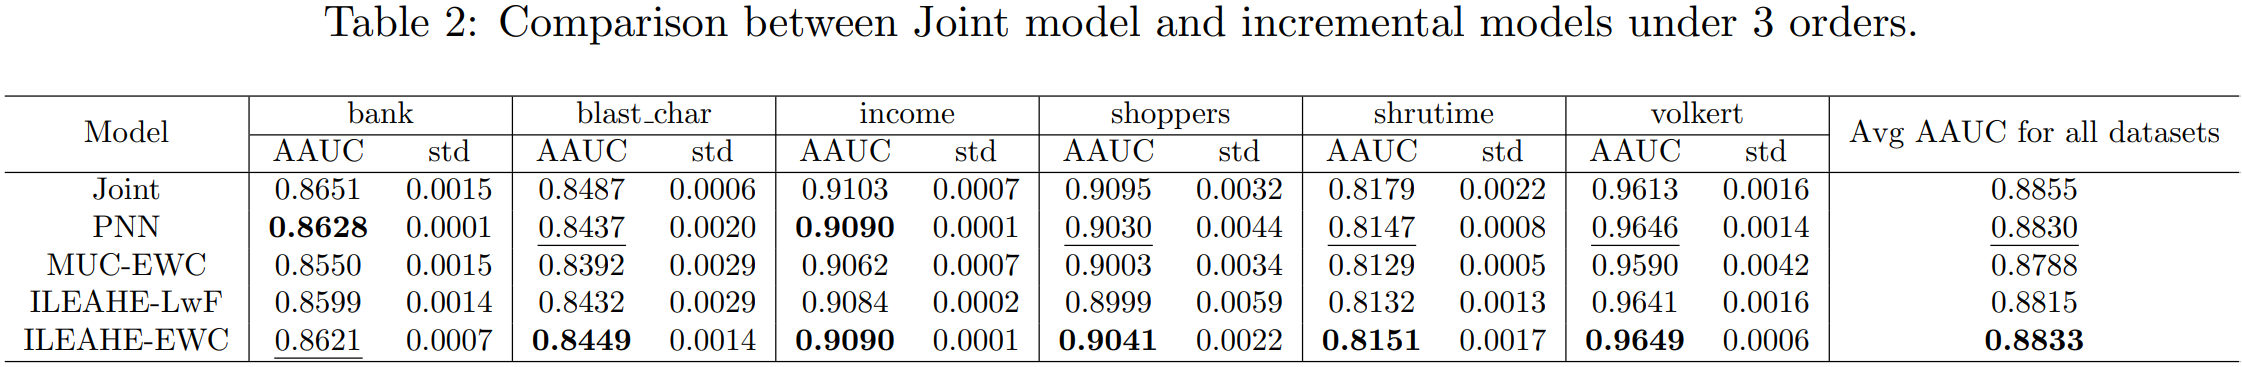 Table 2: Comparison between Joint model and incremental models under 3 orders.
Model bank blast_char income shoppers shrutime volkert Avg AAUC for all datasets
AAUC std AAUC std AAUC std AAUC std AAUC std AAUC std
Joint 0.8651 0.0015 0.8487 0.0006 0.9103 0.0007 0.9095 0.0032 0.8179 0.0022 0.9613 0.0016 0.8855
PNN 0.8628 0.0001 0.8437 0.0020 0.9090 0.0001 0.9030 0.0044 0.8147 0.0008 0.9646 0.0014 0.8830
MUC-EWC 0.8550 0.0015 0.8392 0.0029 0.9062 0.0007 0.9003 0.0034 0.8129 0.0005 0.9590 0.0042 0.8788
ILEAHE-LwF 0.8599 0.0014 0.8432 0.0029 0.9084 0.0002 0.8999 0.0059 0.8132 0.0013 0.9641 0.0016 0.8815
ILEAHE-EWC 0.8621 0.0007 0.8449 0.0014 0.9090 0.0001 0.9041 0.0022 0.8151 0.0017 0.9649 0.0006 0.8833